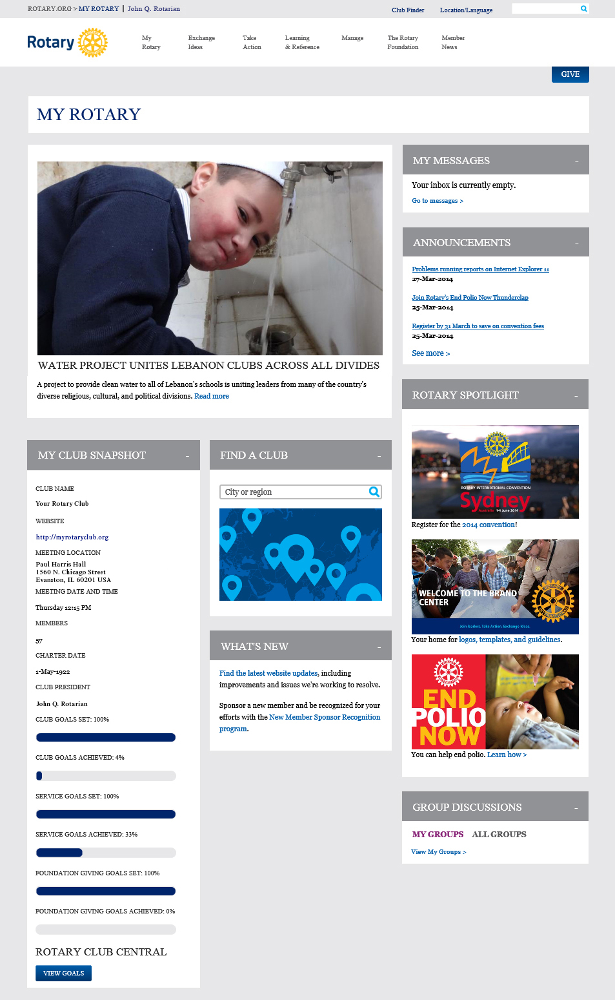 ROTARY.ORG > MY ROTARY | John Q. Rotarian
Club Finder
Location/Language
Rotary
My Rotary
Exchange Ideas
Take Action
Learning & Reference
Manage
The Rotary Foundation
Member News
GIVE
MY ROTARY
WATER PROJECT UNITES LEBANON CLUBS ACROSS ALL DIVIDES
A project to provide clean water to all of Lebanon's schools is uniting leaders from many of the country's
diverse religious, cultural, and political divisions. Read more
MY CLUB SNAPSHOT -
CLUB NAME
Your Rotary Club
WEBSITE
http://myrotaryclub.org
MEETING LOCATION
Paul Harris Hall
1560 N. Chicago Street
Evanston, IL 60201 USA
MEETING DATE AND TIME
Thursday 12:15 PM
MEMBERS
57
CHARTER DATE
1-May-1922
CLUB PRESIDENT
John Q. Rotarian
CLUB GOALS SET: 100%
CLUB GOALS ACHIEVED: 4%
SERVICE GOALS SET: 100%
SERVICE GOALS ACHIEVED: 33%
FOUNDATION GIVING GOALS SET: 100%
FOUNDATION GIVING GOALS ACHIEVED: 0%
ROTARY CLUB CENTRAL
VIEW GOALS
FIND A CLUB -
City or region
WHAT'S NEW -
Find the latest website updates, including
improvements and issues we're working to resolve.
Sponsor a new member and be recognized for your
efforts with the New Member Sponsor Recognition
program.
MY MESSAGES -
Your inbox is currently empty.
Go to messages >
ANNOUNCEMENTS -
Problems running reports on Internet Explorer 11
27-Mar-2014
Join Rotary's End Polio Now Thunderclap
25-Mar-2014
Register by 31 March to save on convention fees
25-Mar-2014
See more >
ROTARY SPOTLIGHT -
ROTARY INTERNATIONAL CONVENTION
Sydney
Australia 1-4 June 2014
Register for the 2014 convention!
WELCOME TO THE BRAND
CENTER
ROTARY
INTERNATIONAL
Join leaders. Take Action. Exchange Ideas.
Your home for logos, templates, and guidelines.
END
POLIO
NOW
You can help end polio. Learn how >
GROUP DISCUSSIONS -
MY GROUPS ALL GROUPS
View My Groups >